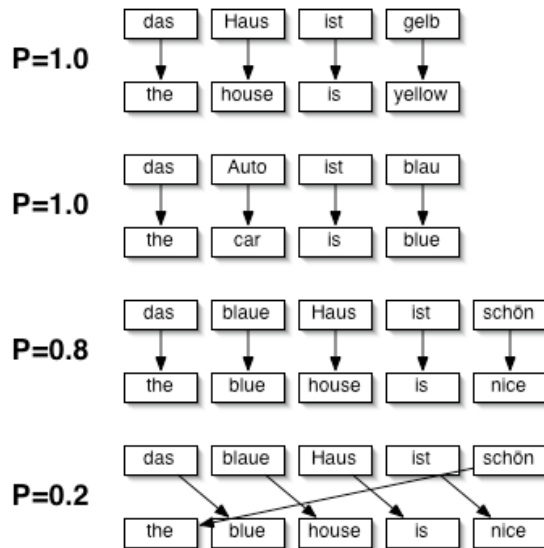 das Haus ist gelb
P=1.0
the house is yellow
das Auto ist blau
P=1.0
the car is blue
das blaue Haus ist schön
P=0.8
the blue house is nice
das blaue Haus ist schön
P=0.2
the blue house is nice